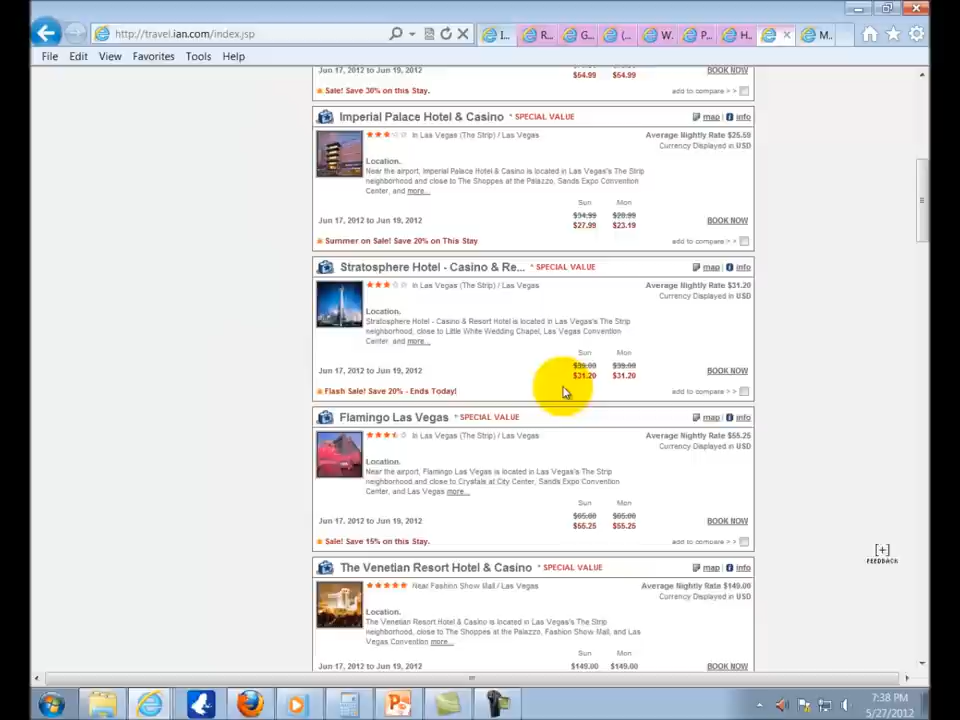 http://travel.ian.com/index.jsp
I... R... G... (... W... P... H... M...
File Edit View Favorites Tools Help
$64.99 $54.99 BOOK NOW
Sale! Save 30% on this Stay. add to compare > >
Imperial Palace Hotel & Casino * SPECIAL VALUE map | info
In Las Vegas (The Strip) / Las Vegas Average Nightly Rate $25.59
Currency Displayed in USD
Location.
Near the airport, Imperial Palace Hotel & Casino is located in Las Vegas's The Strip
neighborhood and close to The Shoppes at the Palazzo, Sands Expo Convention
Center, and more...
Sun Mon
$34.99 $28.99
Jun 17, 2012 to Jun 19, 2012 BOOK NOW
$27.99 $23.19
Summer on Sale! Save 20% on This Stay add to compare > >
Stratosphere Hotel - Casino & Re... * SPECIAL VALUE map | info
In Las Vegas (The Strip) / Las Vegas Average Nightly Rate $31.20
Currency Displayed in USD
Location.
Stratosphere Hotel - Casino & Resort Hotel is located in Las Vegas's The Strip
neighborhood, close to Little White Wedding Chapel, Las Vegas Convention
Center, and more...
Sun Mon
$39.00 $39.00
Jun 17, 2012 to Jun 19, 2012 BOOK NOW
$31.20 $31.20
Flash Sale! Save 20% - Ends Today! add to compare > >
Flamingo Las Vegas * SPECIAL VALUE map | info
In Las Vegas (The Strip) / Las Vegas Average Nightly Rate $55.25
Currency Displayed in USD
Location.
Near the airport, Flamingo Las Vegas is located in Las Vegas's The Strip
neighborhood and close to Crystals at City Center, Sands Expo Convention
Center, and Las Vegas more...
Sun Mon
$65.00 $65.00
Jun 17, 2012 to Jun 19, 2012 BOOK NOW
$55.25 $55.25
Sale! Save 15% on this Stay. add to compare > >
[+]
FEEDBACK
The Venetian Resort Hotel & Casino * SPECIAL VALUE map | info
Near Fashion Show Mall / Las Vegas Average Nightly Rate $149.00
Currency Displayed in USD
Location.
The Venetian Resort Hotel & Casino is located in Las Vegas's The Strip
neighborhood, close to The Shoppes at the Palazzo, Fashion Show Mall, and Las
Vegas Convention more...
Sun Mon
$149.00 $149.00 BOOK NOW
7:38 PM
5/27/2012